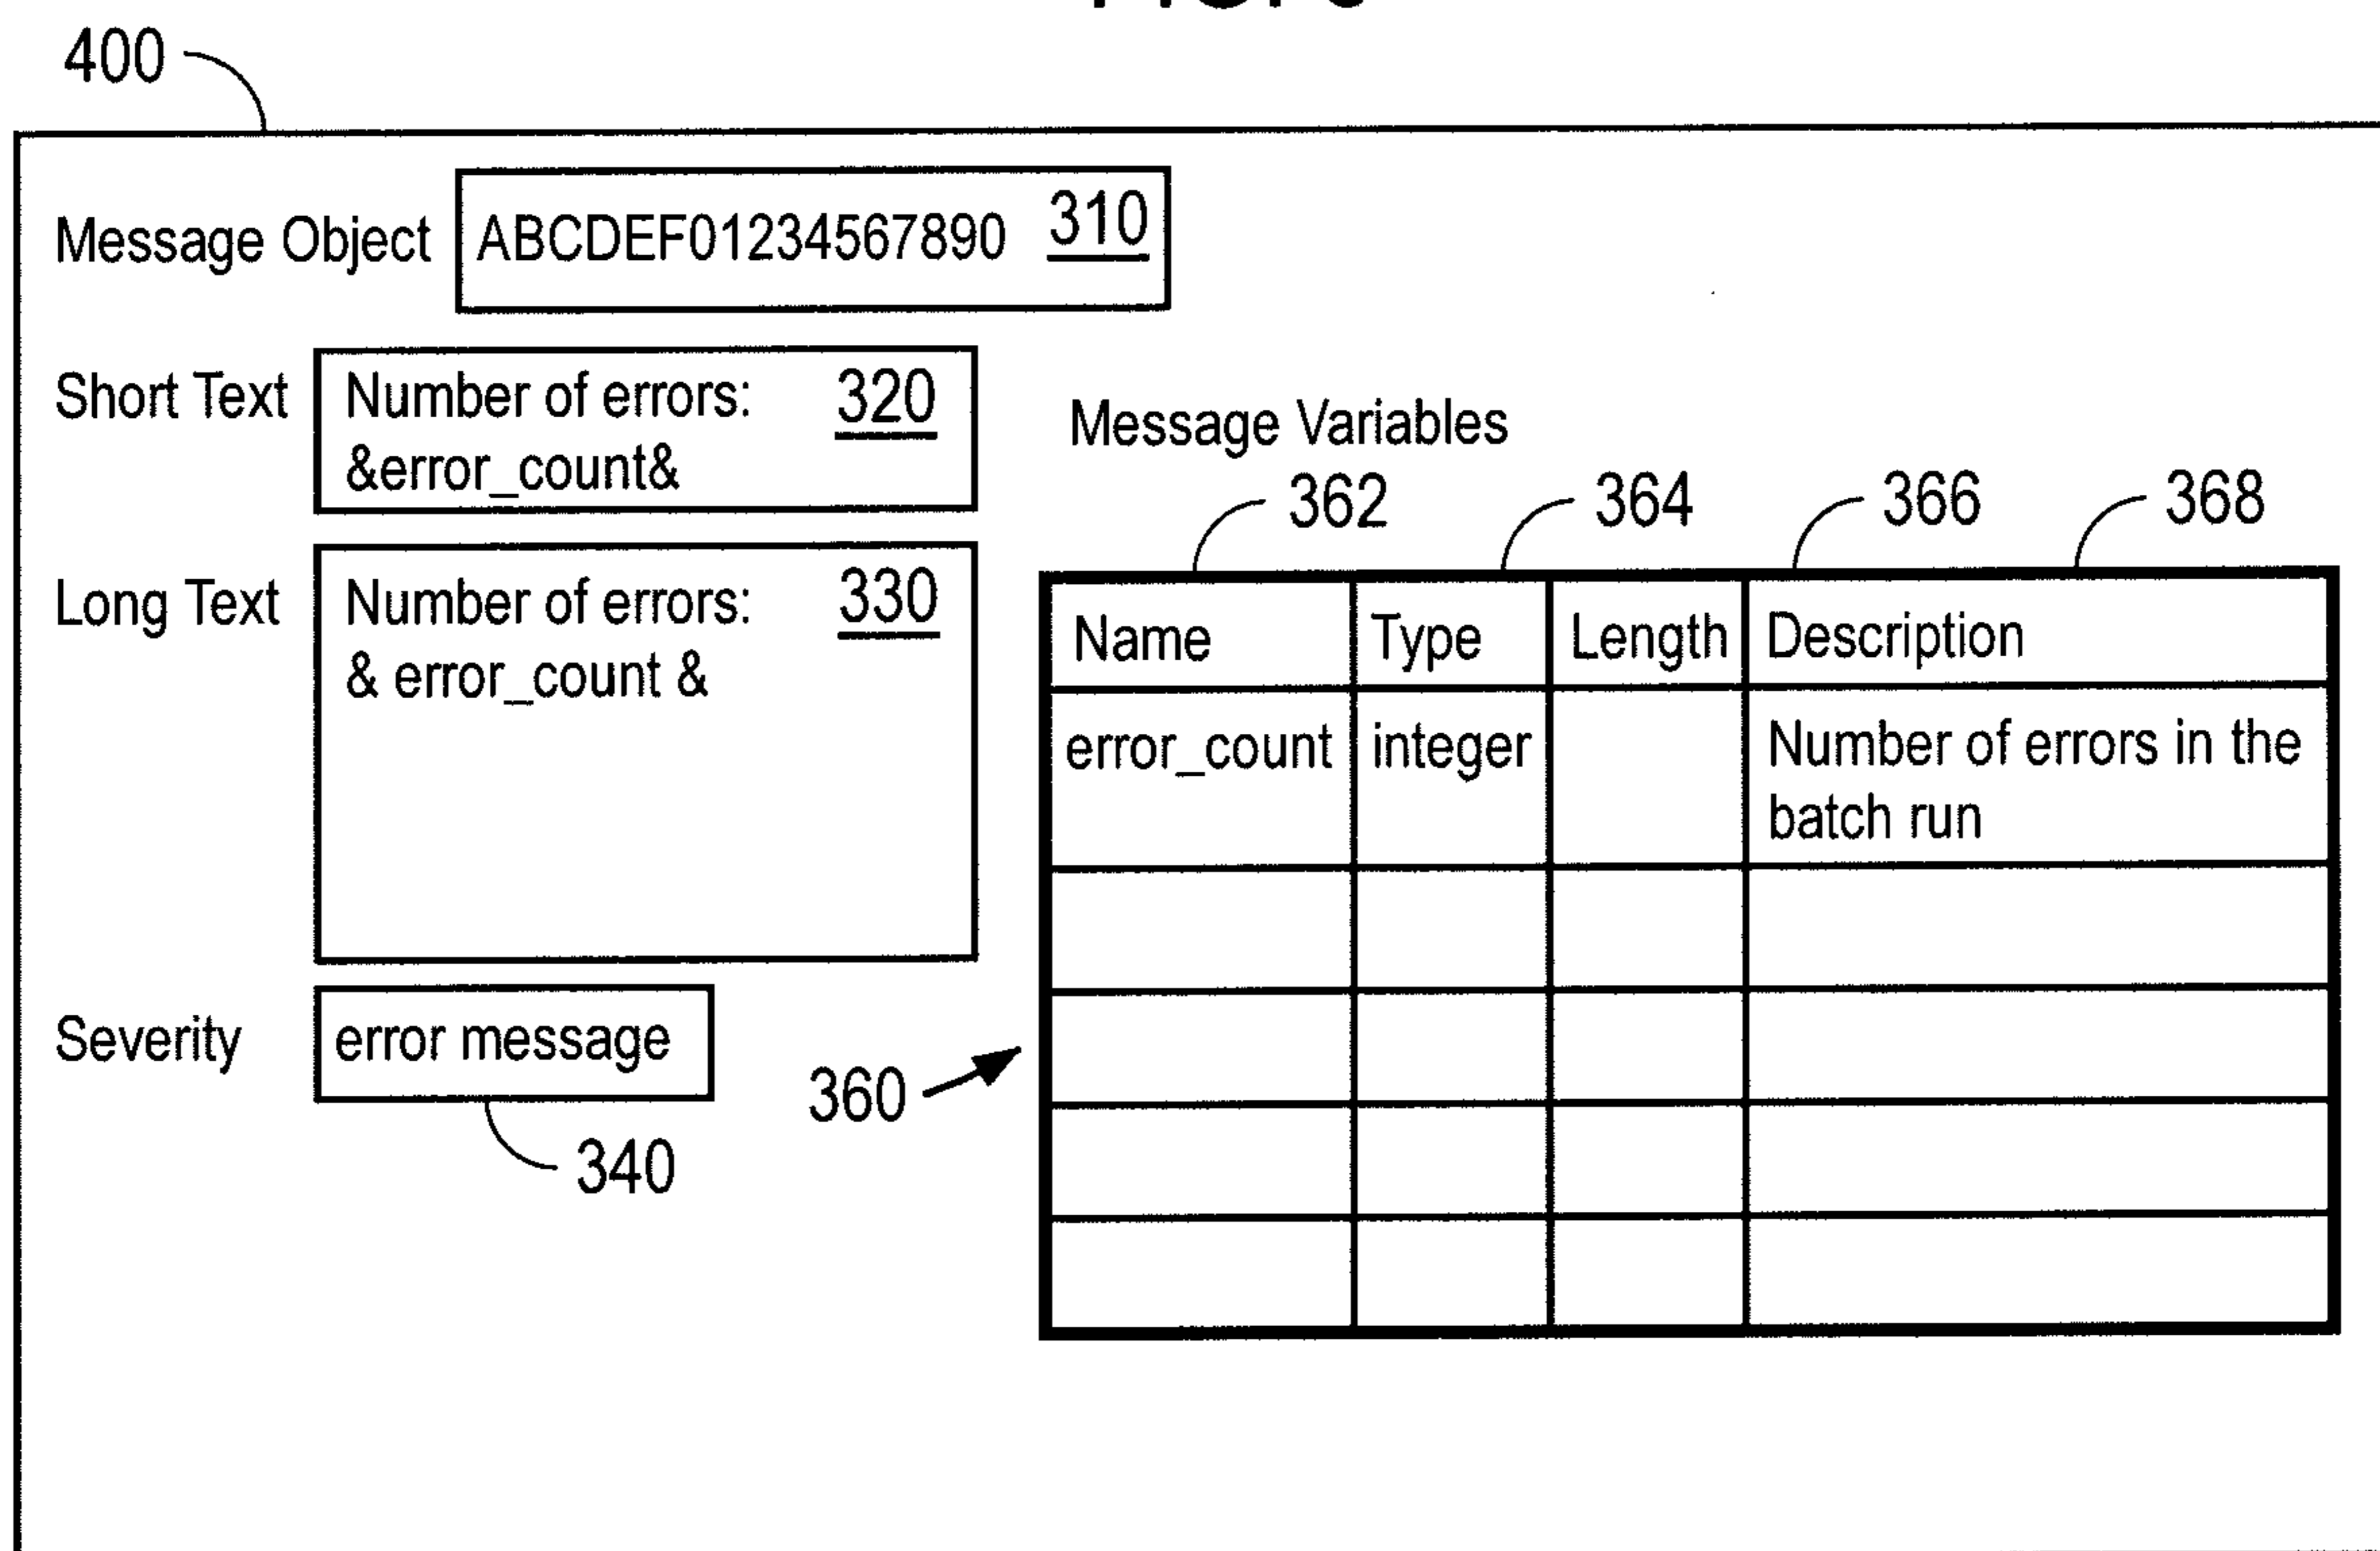 400
Message Object ABCDEF01234567890 310
Short Text Number of errors: 320
&error_count&
Long Text Number of errors: 330
& error_count &
Severity error message
340
Message Variables
362 364 366 368
Name Type Length Description
error_count integer Number of errors in the
batch run
360